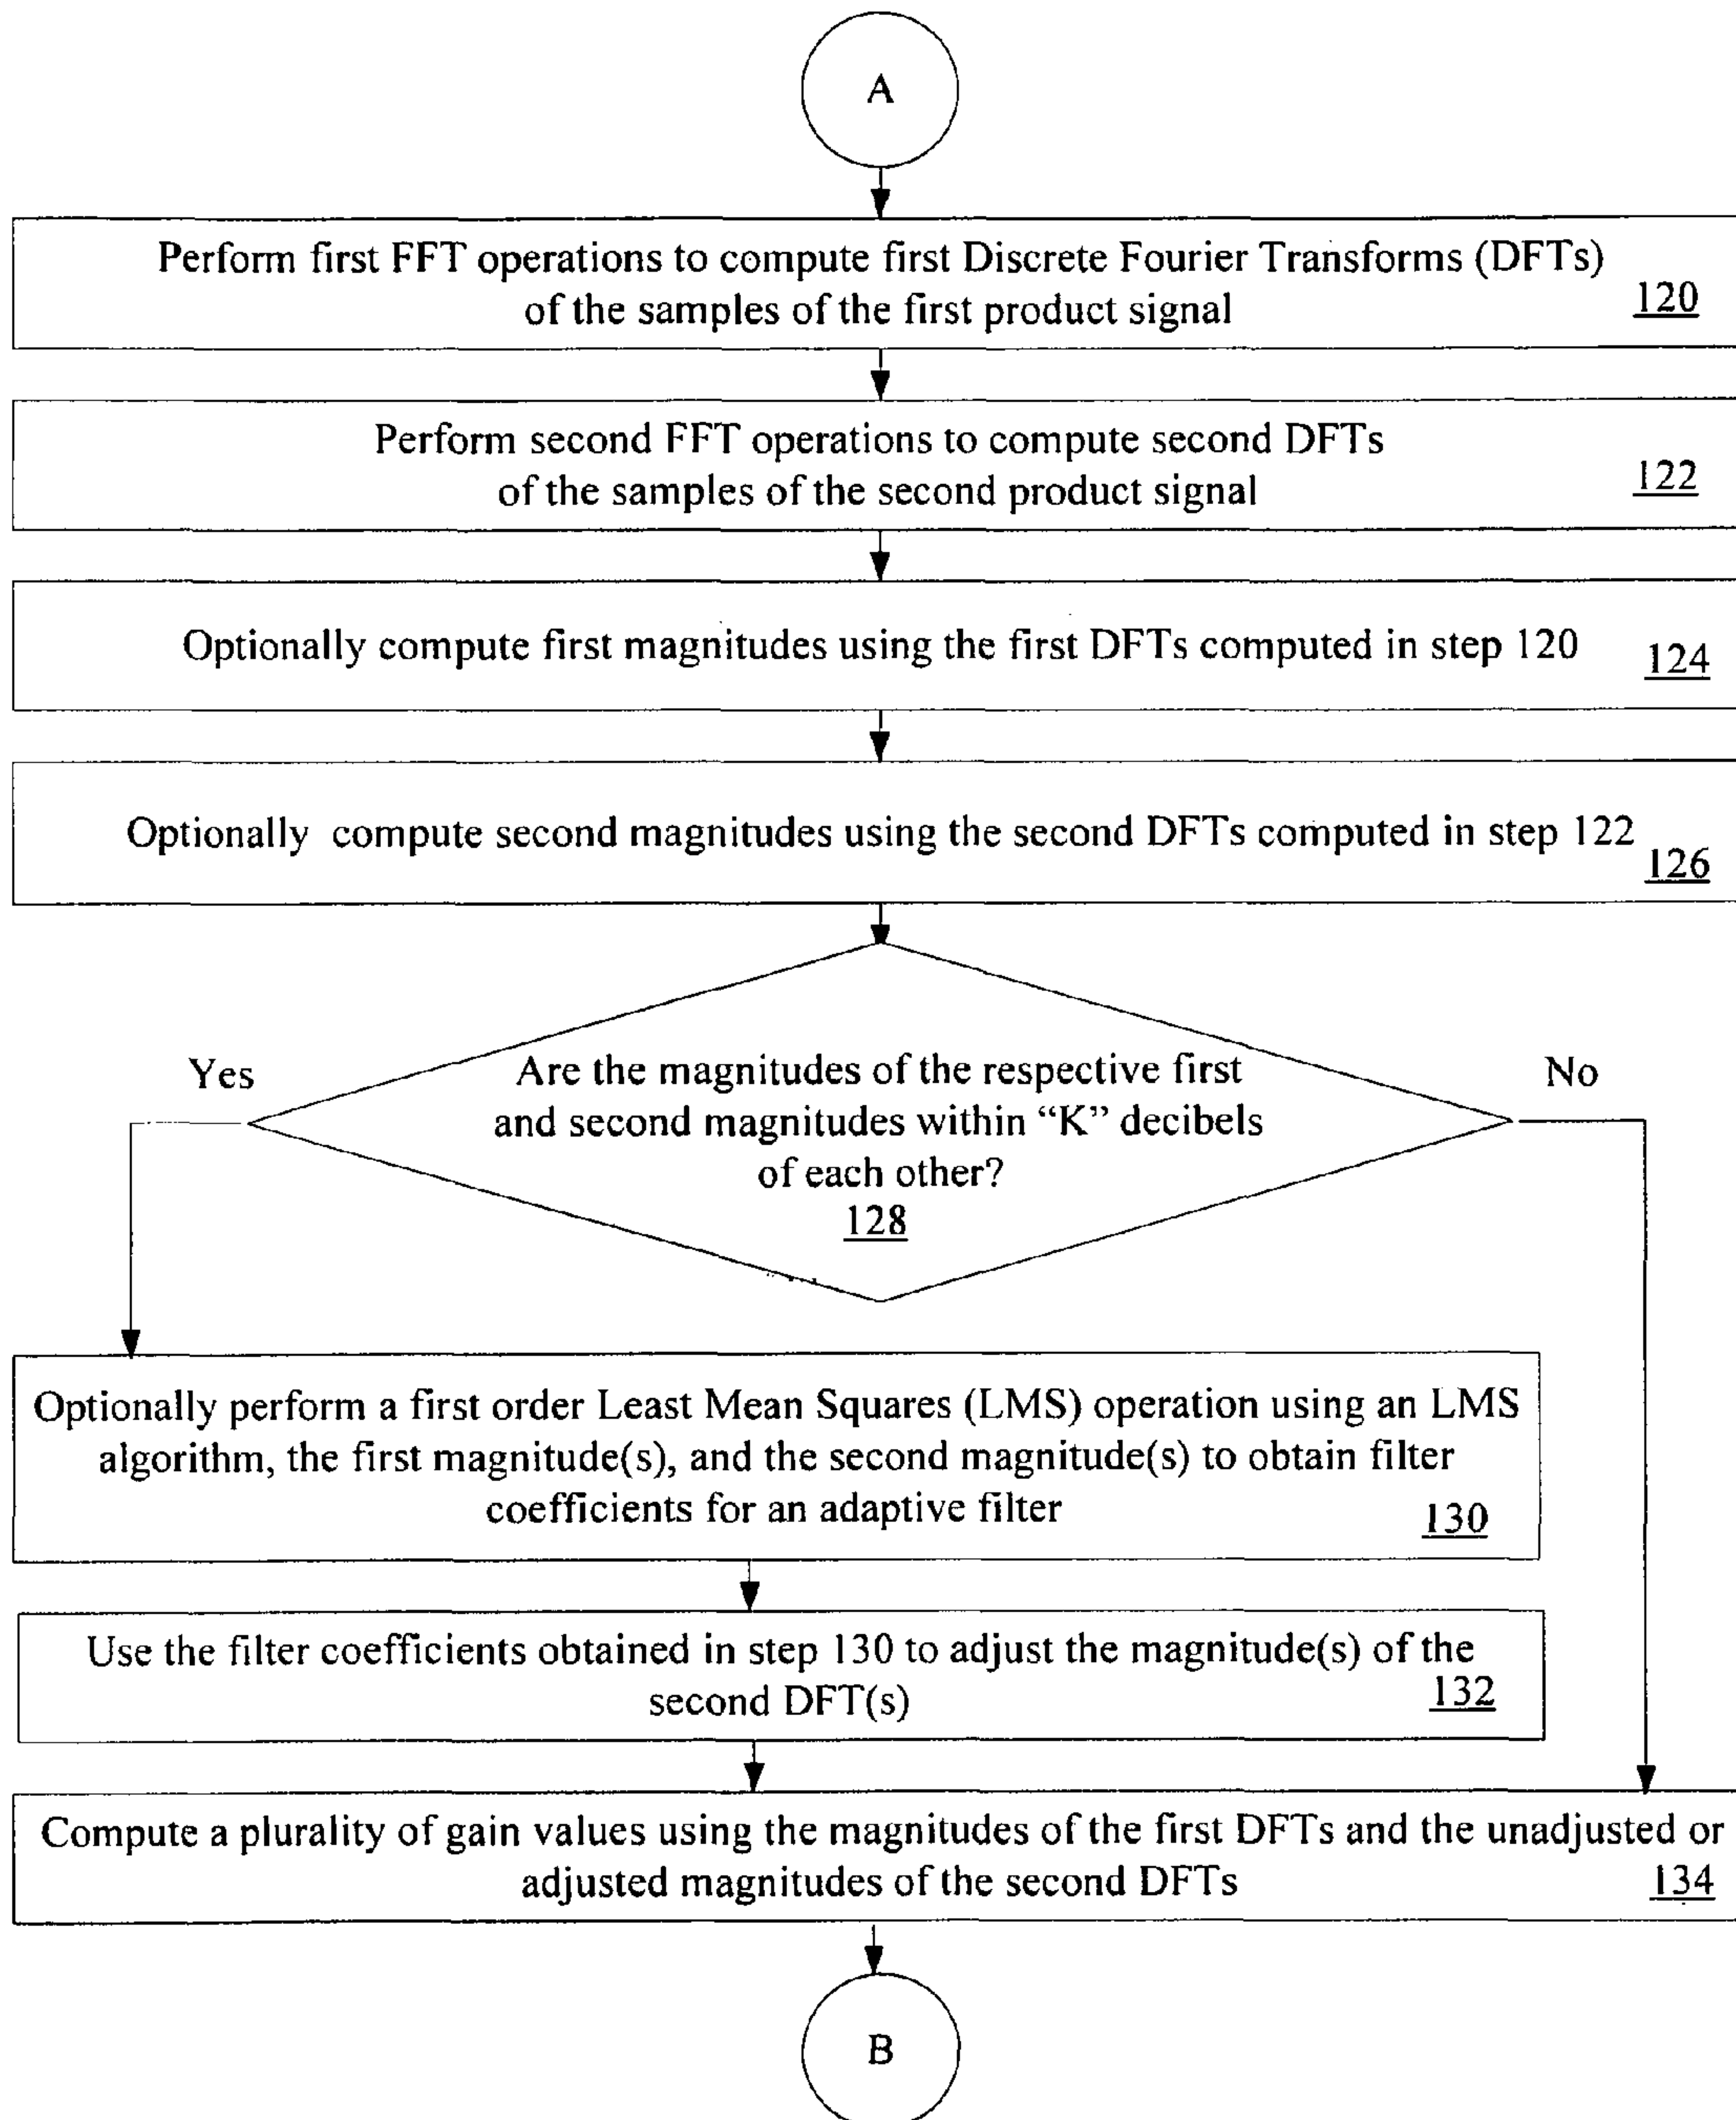 A
Perform first FFT operations to compute first Discrete Fourier Transforms (DFTs)
of the samples of the first product signal
120
Perform second FFT operations to compute second DFTs
of the samples of the second product signal
122
Optionally compute first magnitudes using the first DFTs computed in step 120
124
Optionally compute second magnitudes using the second DFTs computed in step 122
126
Yes
No
Are the magnitudes of the respective first
and second magnitudes within “K” decibels
of each other?
128
Optionally perform a first order Least Mean Squares (LMS) operation using an LMS
algorithm, the first magnitude(s), and the second magnitude(s) to obtain filter
coefficients for an adaptive filter
130
Use the filter coefficients obtained in step 130 to adjust the magnitude(s) of the
second DFT(s)
132
Compute a plurality of gain values using the magnitudes of the first DFTs and the unadjusted or
adjusted magnitudes of the second DFTs
134
B